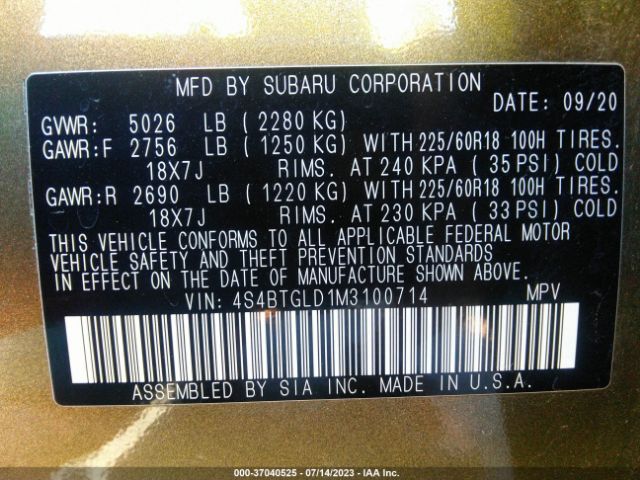 MFD BY SUBARU CORPORATION
DATE: 09/20
GVWR: 5026 LB ( 2280 KG)
GAWR:F 2756 LB ( 1250 KG) WITH 225/60R18 100H TIRES.
18X7J RIMS. AT 240 KPA ( 35 PSI) COLD
GAWR:R 2690 LB ( 1220 KG) WITH 225/60R18 100H TIRES.
18X7J RIMS. AT 230 KPA ( 33 PSI) COLD
THIS VEHICLE CONFORMS TO ALL APPLICABLE FEDERAL MOTOR
VEHICLE SAFETY AND THEFT PREVENTION STANDARDS
IN EFFECT ON THE DATE OF MANUFACTURE SHOWN ABOVE.
VIN: 4S4BTGLD1M3100714 MPV
ASSEMBLED BY SIA INC. MADE IN U.S.A.
000-37040525 - 07/14/2023 - IAA Inc.